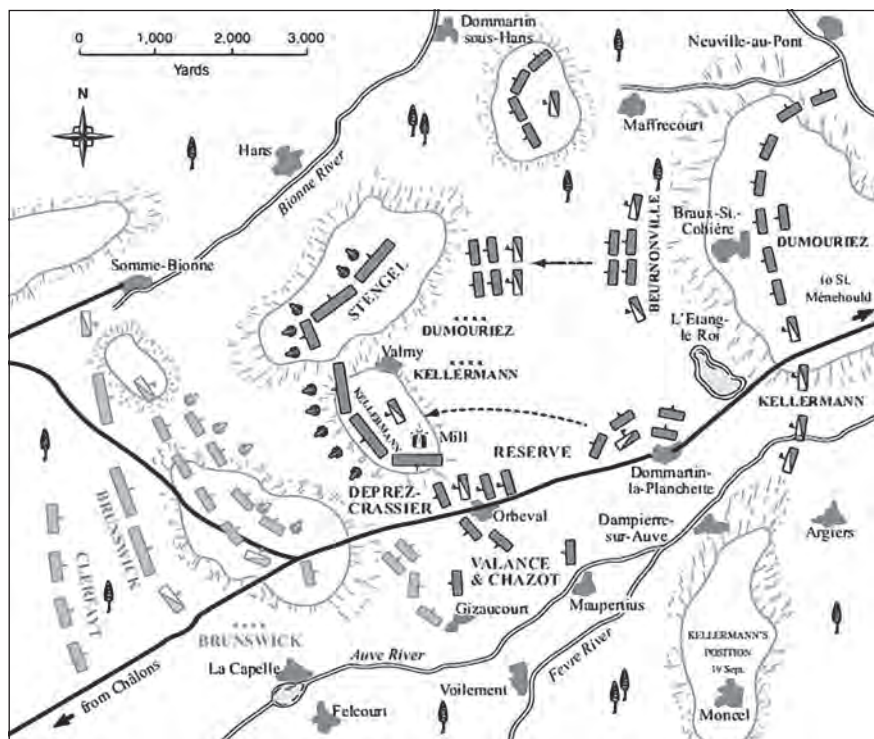 0 1,000 2,000 3,000
Yards
N
Dommartin
sous-Hans
Neuville-au-Pont
Maffrecourt
Hans
Bionne River
Braux-St.-
Cohière
DUMOURIEZ
BEURNONVILLE
to St.
Ménehould
Somme-Bionne
STENGEL
DUMOURIEZ
L'Etang-
le Roi
Valmy
KELLERMANN
KELLERMANN
KELLERMANN
Mill
RESERVE
Dommartin-
la-Planchette
DEPREZ-
CRASSIER
Orbeval
Dampierre-
sur-Auve
Argiers
BRUNSWICK
CLERFAYT
VALANCE
& CHAZOT
Gizaucourt
Maupertius
BRUNSWICK
KELLERMANN'S
POSITION
19 Sept.
La Capelle
Auve River
Fevre River
from Châlons
Voilement
Felcourt
Moncel